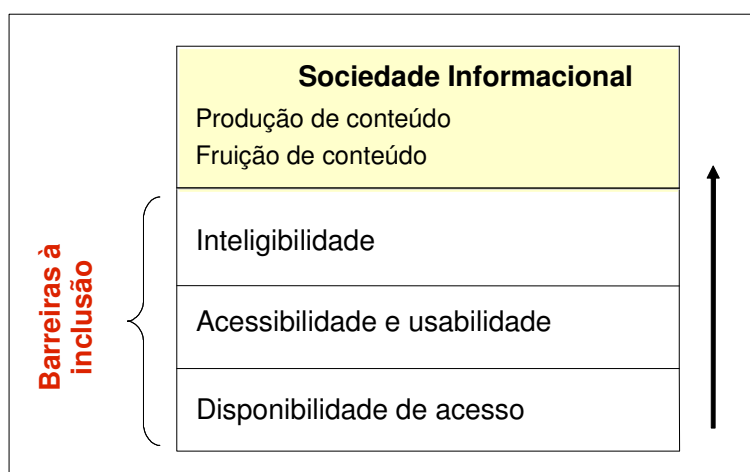 Sociedade Informacional
Produção de conteúdo
Fruição de conteúdo
Barreiras à
inclusão
Inteligibilidade
Acessibilidade e usabilidade
Disponibilidade de acesso